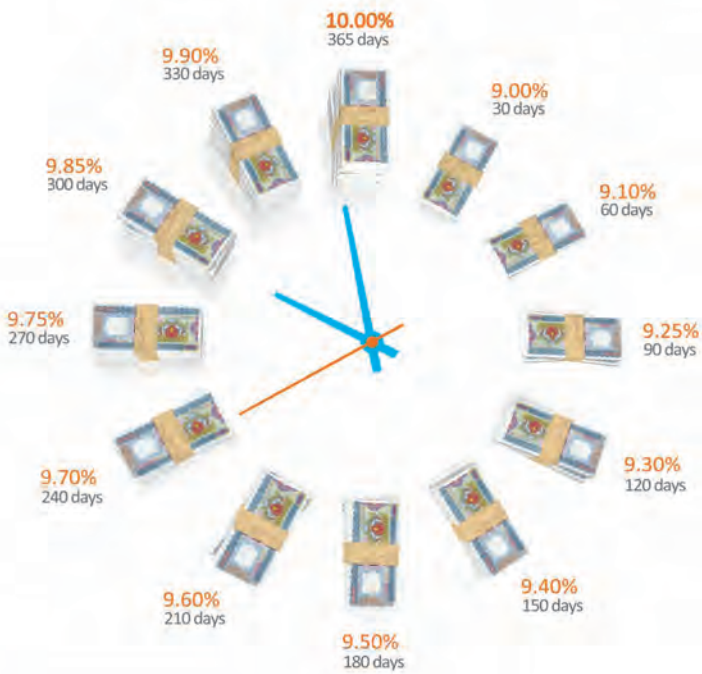 10.00%
365 days
9.00%
30 days
9.10%
60 days
9.25%
90 days
9.30%
120 days
9.40%
150 days
9.50%
180 days
9.60%
210 days
9.70%
240 days
9.75%
270 days
9.85%
300 days
9.90%
330 days